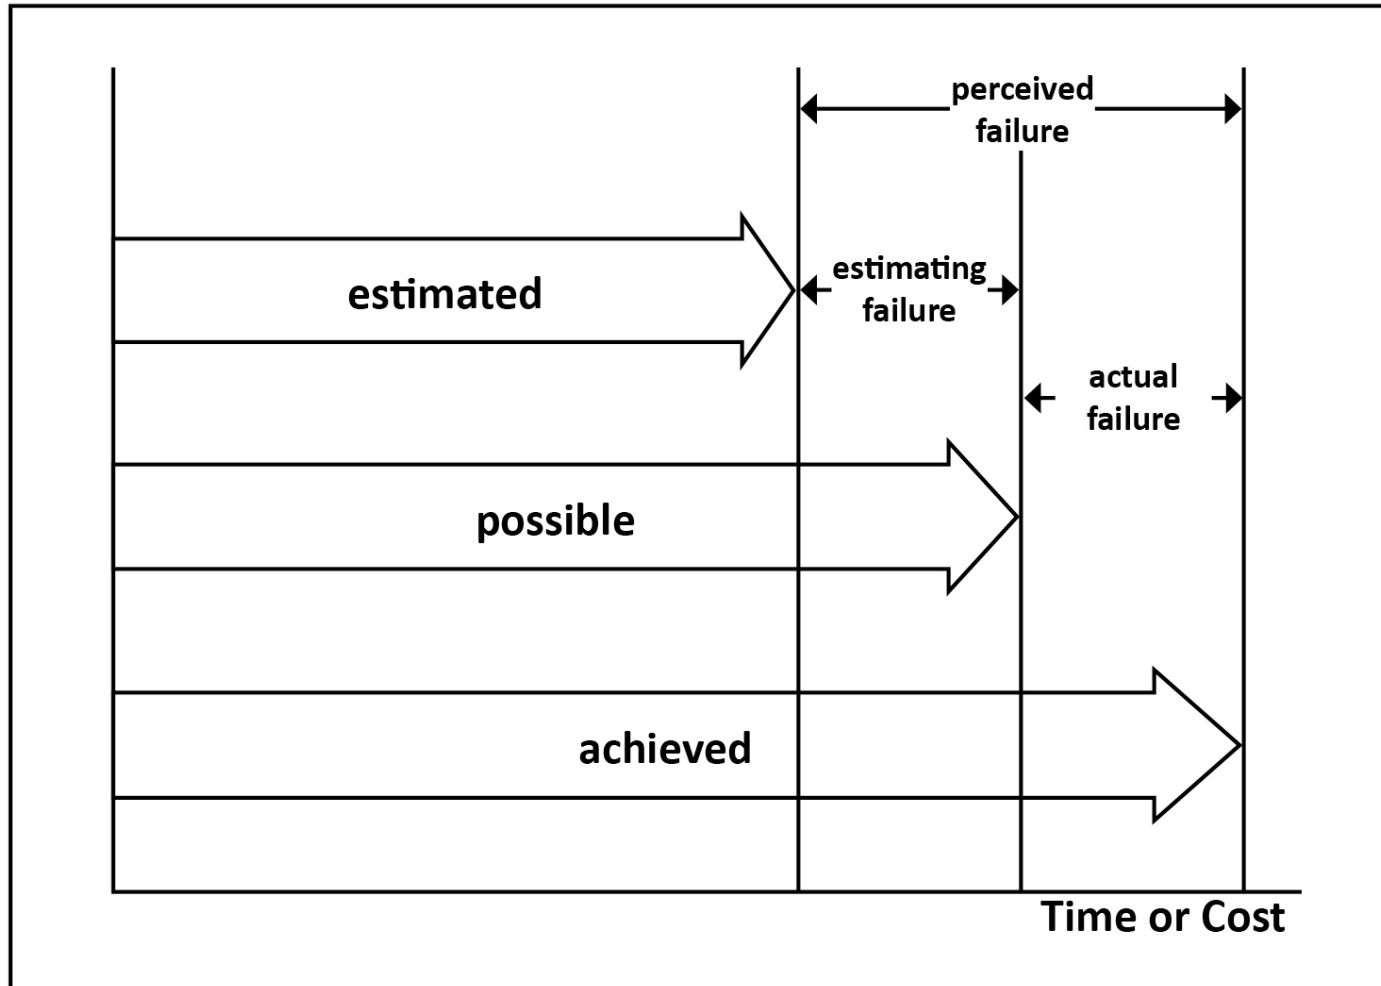 perceived
failure
estimated
estimating
failure
actual
failure
possible
achieved
Time or Cost